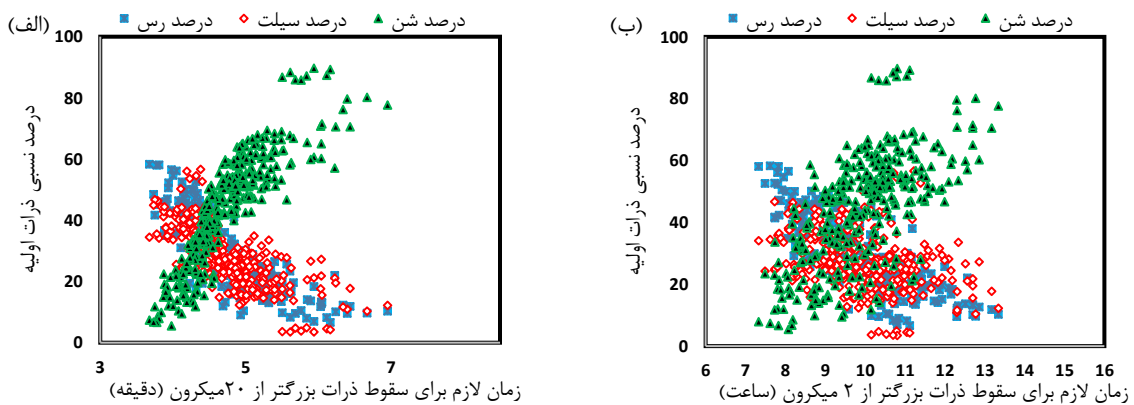 (الف)
درصد رس درصد سیلت درصد شن
100
80
60
40
20
0
3 5 7
درصد نسبی ذرات اولیه
زمان لازم برای سقوط ذرات بزرگتر از ۲۰میکرون (دقیقه)
(ب)
درصد رس درصد سیلت درصد شن
100
80
60
40
20
0
6 7 8 9 10 11 12 13 14 15 16
درصد نسبی ذرات اولیه
زمان لازم برای سقوط ذرات بزرگتر از ۲ میکرون (ساعت)